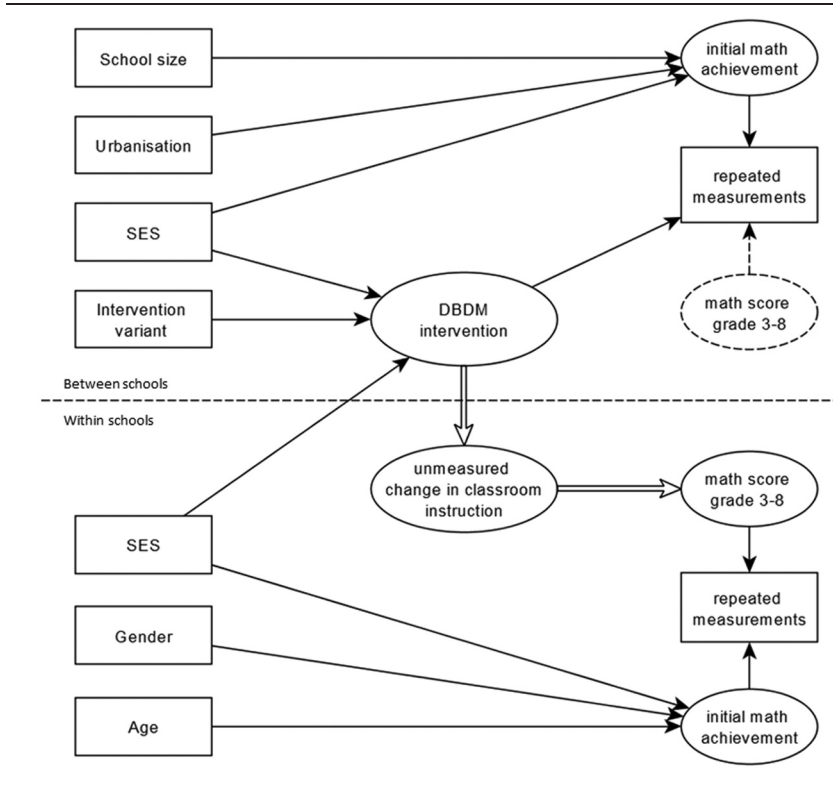 School size
initial math
achievement
Urbanisation
repeated
measurements
SES
Intervention
variant
DBDM
intervention
math score
grade 3-8
Between schools
Within schools
unmeasured
change in classroom
instruction
math score
grade 3-8
SES
repeated
measurements
Gender
Age
initial math
achievement